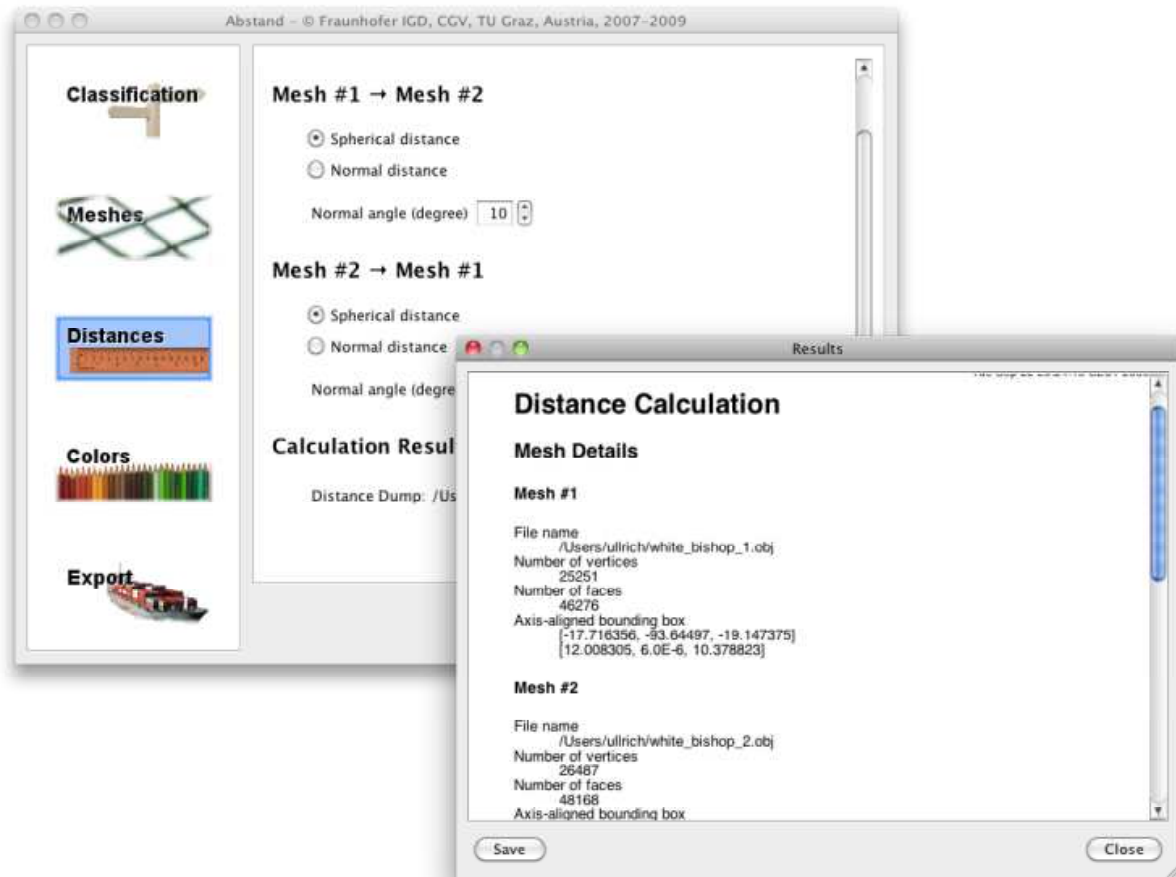 Abstand – © Fraunhofer IGD, CGV, TU Graz, Austria, 2007–2009
Classification
Meshes
Distances
Colors
Export
Mesh #1 → Mesh #2
Spherical distance
Normal distance
Normal angle (degree) 10
Mesh #2 → Mesh #1
Spherical distance
Normal distance
Normal angle (degre
Calculation Resul
Distance Dump: /Us
Results
Distance Calculation
Mesh Details
Mesh #1
File name
/Users/ullrich/white_bishop_1.obj
Number of vertices
25251
Number of faces
46276
Axis-aligned bounding box
[-17.716356, -93.64497, -19.147375]
[12.008305, 6.0E-6, 10.378823]
Mesh #2
File name
/Users/ullrich/white_bishop_2.obj
Number of vertices
26487
Number of faces
48168
Axis-aligned bounding box
Save
Close